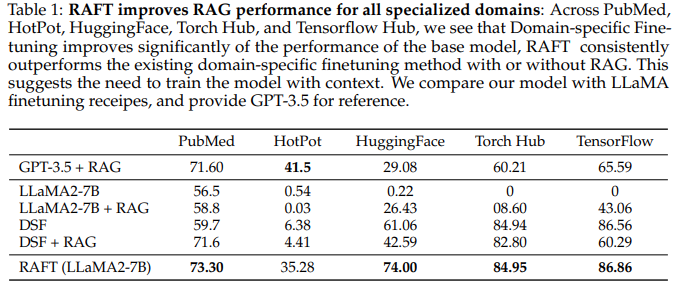 Table 1: RAFT improves RAG performance for all specialized domains: Across PubMed,
HotPot, HuggingFace, Torch Hub, and Tensorflow Hub, we see that Domain-specific Fine-
tuning improves significantly of the performance of the base model, RAFT consistently
outperforms the existing domain-specific finetuning method with or without RAG. This
suggests the need to train the model with context. We compare our model with LLaMA
finetuning receipes, and provide GPT-3.5 for reference.
PubMed HotPot HuggingFace Torch Hub TensorFlow
GPT-3.5 + RAG 71.60 41.5 29.08 60.21 65.59
LLaMA2-7B 56.5 0.54 0.22 0 0
LLaMA2-7B + RAG 58.8 0.03 26.43 08.60 43.06
DSF 59.7 6.38 61.06 84.94 86.56
DSF + RAG 71.6 4.41 42.59 82.80 60.29
RAFT (LLaMA2-7B) 73.30 35.28 74.00 84.95 86.86